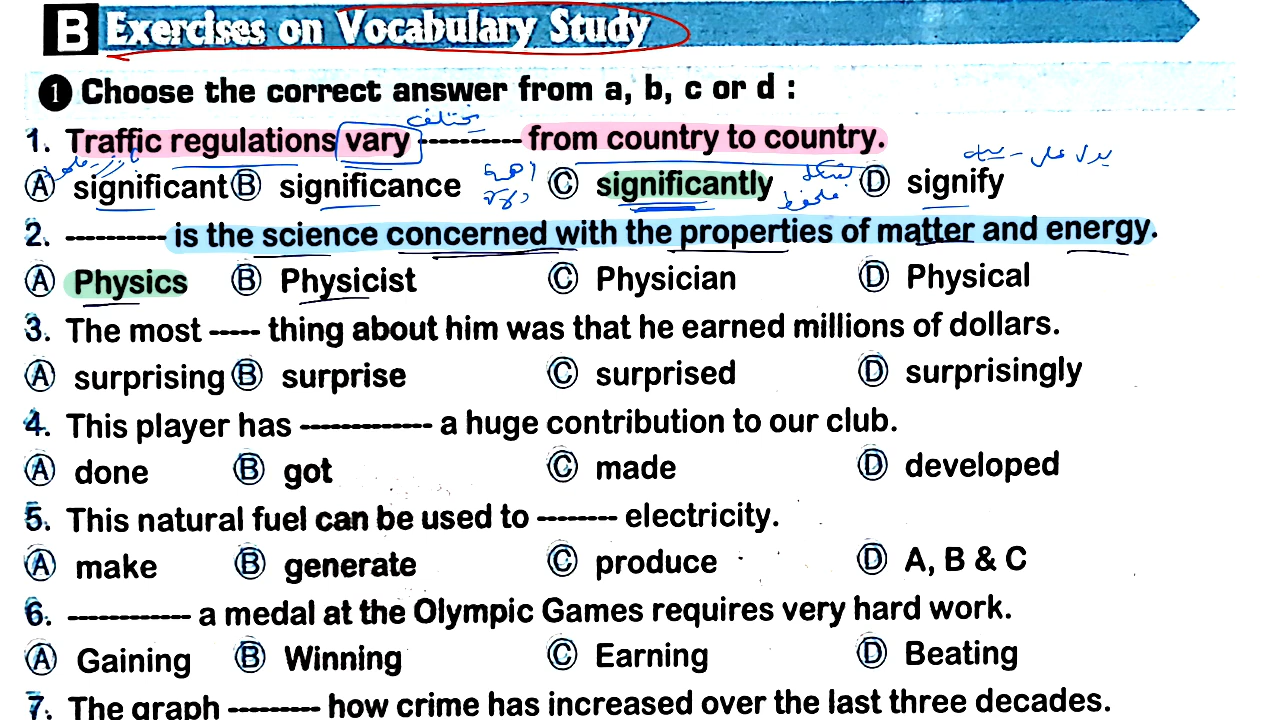 B Exercises on Vocabulary Study
1 Choose the correct answer from a, b, c or d :
يختلف
1. Traffic regulations vary ---------- from country to country.
A significant B significance C significantly D signify
2. ---------- is the science concerned with the properties of matter and energy.
A Physics B Physicist C Physician D Physical
3. The most ----- thing about him was that he earned millions of dollars.
A surprising B surprise C surprised D surprisingly
4. This player has ------------- a huge contribution to our club.
A done B got C made D developed
5. This natural fuel can be used to -------- electricity.
A make B generate C produce D A, B & C
6. ------------ a medal at the Olympic Games requires very hard work.
A Gaining B Winning C Earning D Beating
7. The graph --------- how crime has increased over the last three decades.